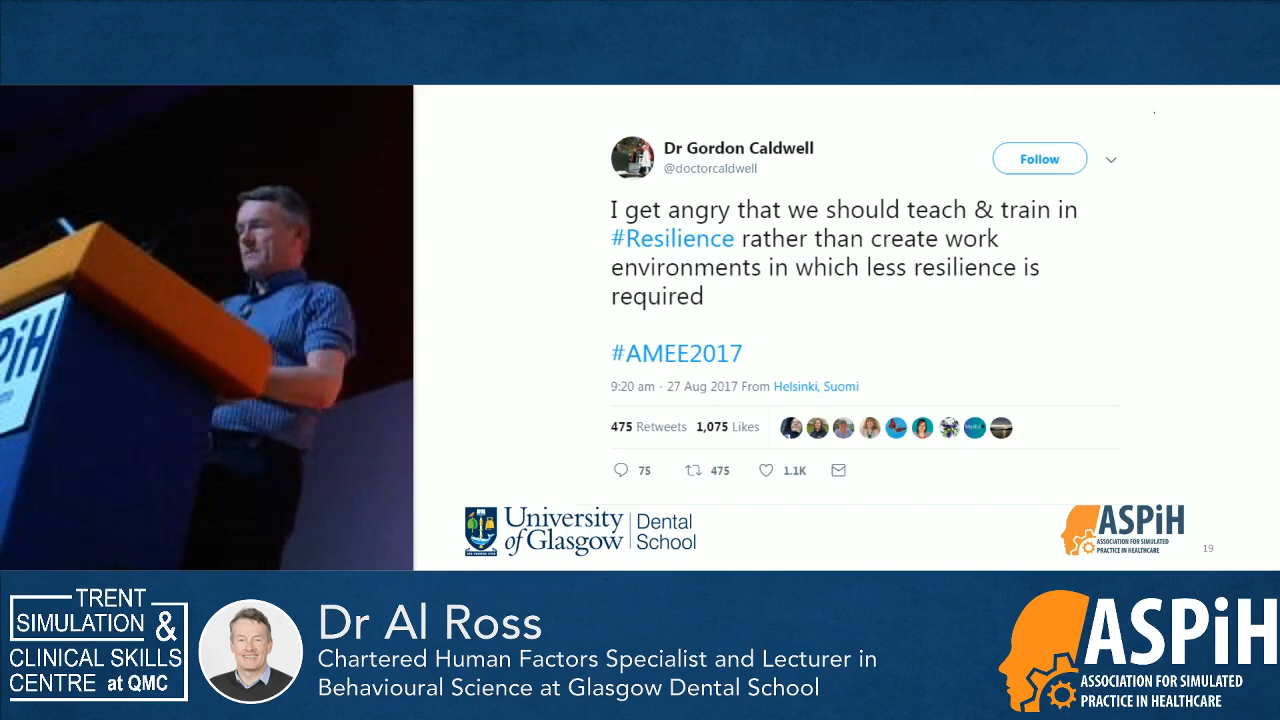 PiH
Dr Gordon Caldwell
@doctorcaldwell
Follow
I get angry that we should teach & train in
#Resilience rather than create work
environments in which less resilience is
required
#AMEE2017
9:20 am - 27 Aug 2017 From Helsinki, Suomi
475 Retweets 1,075 Likes
75 475 1.1K
University
of Glasgow
Dental
School
ASPiH
ASSOCIATION FOR SIMULATED
PRACTICE IN HEALTHCARE
19
TRENT
SIMULATION &
CLINICAL SKILLS
CENTRE at QMC
Dr Al Ross
Chartered Human Factors Specialist and Lecturer in
Behavioural Science at Glasgow Dental School
ASPiH
ASSOCIATION FOR SIMULATED
PRACTICE IN HEALTHCARE